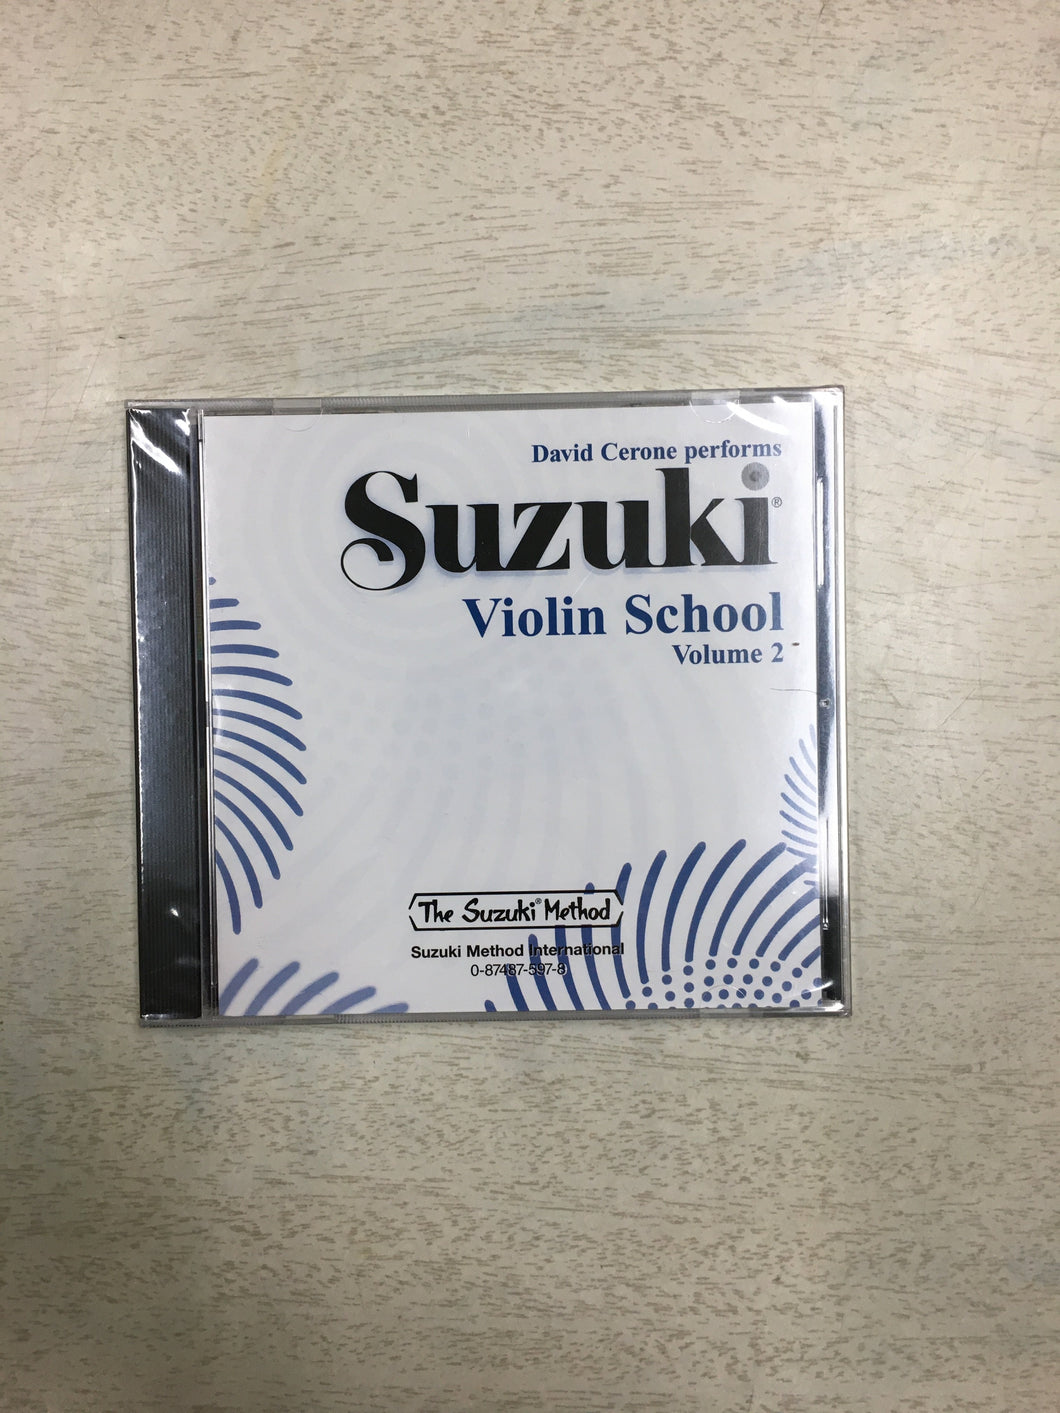 David Cerone performs
Suzuki®
Violin School
Volume 2
The Suzuki® Method
Suzuki Method International
0-87487-597-8